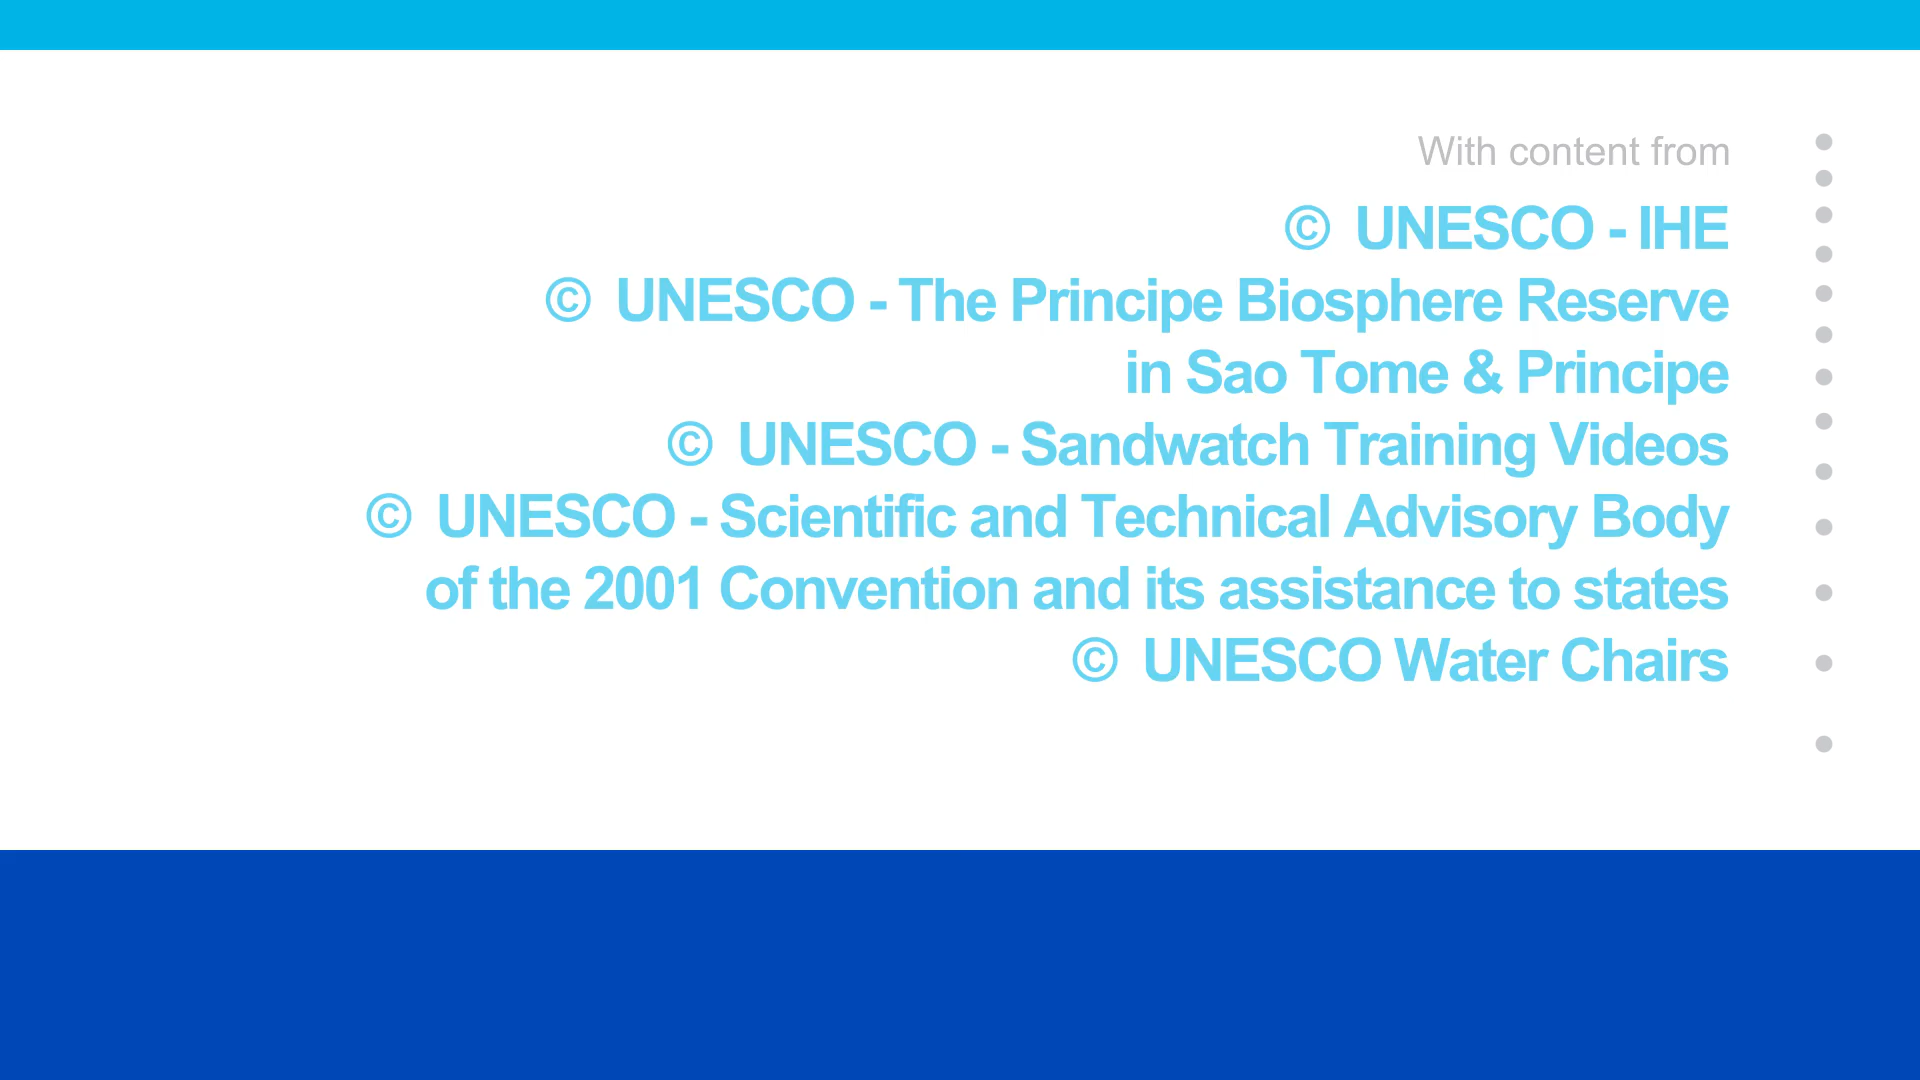 With content from
© UNESCO - IHE
© UNESCO - The Principe Biosphere Reserve
in Sao Tome & Principe
© UNESCO - Sandwatch Training Videos
© UNESCO - Scientific and Technical Advisory Body
of the 2001 Convention and its assistance to states
© UNESCO Water Chairs